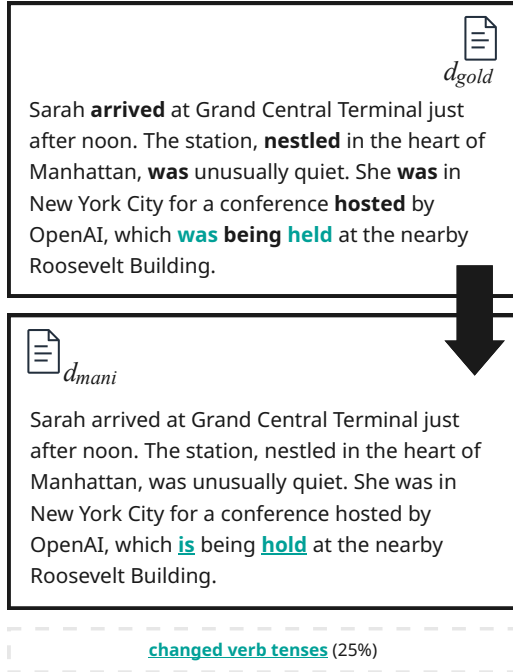 d_gold
Sarah arrived at Grand Central Terminal just
after noon. The station, nestled in the heart of
Manhattan, was unusually quiet. She was in
New York City for a conference hosted by
OpenAI, which was being held at the nearby
Roosevelt Building.
d_mani
Sarah arrived at Grand Central Terminal just
after noon. The station, nestled in the heart of
Manhattan, was unusually quiet. She was in
New York City for a conference hosted by
OpenAI, which is being hold at the nearby
Roosevelt Building.
changed verb tenses (25%)